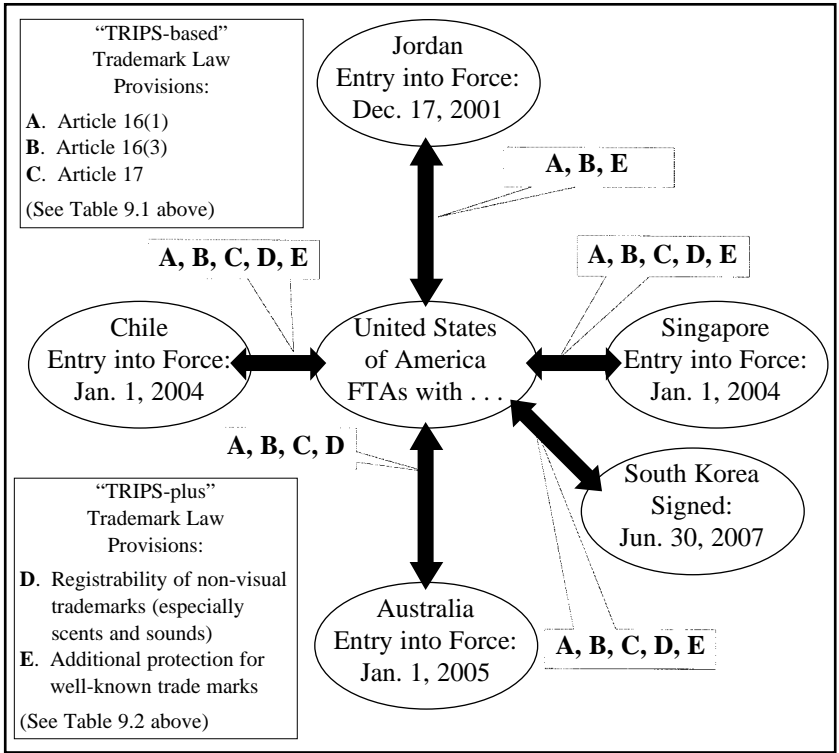 “TRIPS-based”
Trademark Law
Provisions:
A. Article 16(1)
B. Article 16(3)
C. Article 17
(See Table 9.1 above)
Jordan
Entry into Force:
Dec. 17, 2001
A, B, E
A, B, C, D, E
A, B, C, D, E
Chile
Entry into Force:
Jan. 1, 2004
United States
of America
FTAs with . . .
Singapore
Entry into Force:
Jan. 1, 2004
A, B, C, D
South Korea
Signed:
Jun. 30, 2007
“TRIPS-plus”
Trademark Law
Provisions:
D. Registrability of non-visual
trademarks (especially
scents and sounds)
E. Additional protection for
well-known trade marks
(See Table 9.2 above)
Australia
Entry into Force:
Jan. 1, 2005
A, B, C, D, E